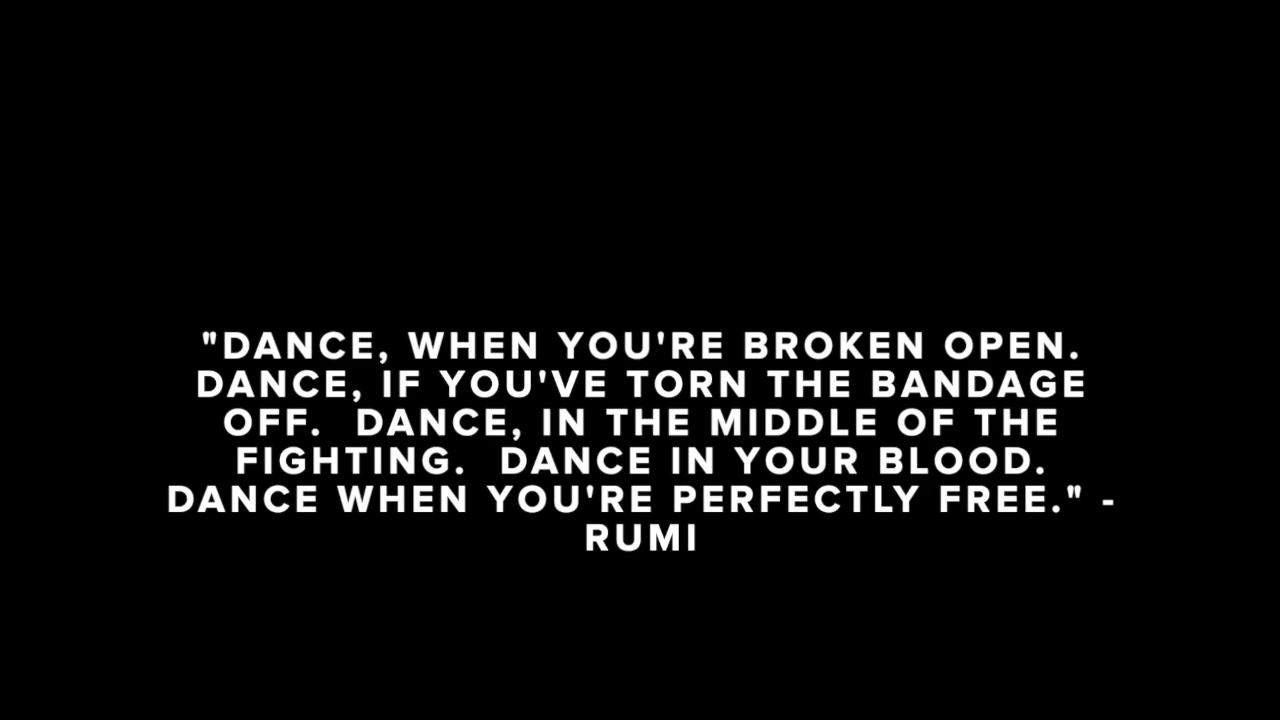 "DANCE, WHEN YOU'RE BROKEN OPEN.
DANCE, IF YOU'VE TORN THE BANDAGE
OFF.  DANCE, IN THE MIDDLE OF THE
FIGHTING.  DANCE IN YOUR BLOOD.
DANCE WHEN YOU'RE PERFECTLY FREE." -
RUMI